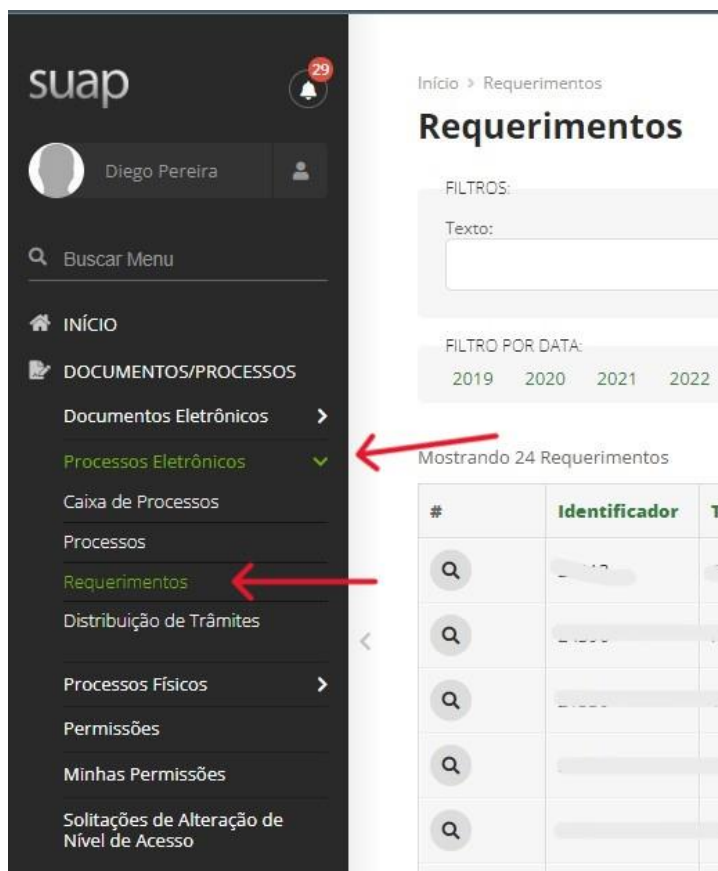 suap
29
Diego Pereira
Buscar Menu
INÍCIO
DOCUMENTOS/PROCESSOS
Documentos Eletrônicos
Processos Eletrônicos
Caixa de Processos
Processos
Requerimentos
Distribuição de Trâmites
Processos Físicos
Permissões
Minhas Permissões
Solitações de Alteração de
Nível de Acesso
Início > Requerimentos
Requerimentos
FILTROS:
Texto:
FILTRO POR DATA:
2019 2020 2021 2022
Mostrando 24 Requerimentos
# Identificador T